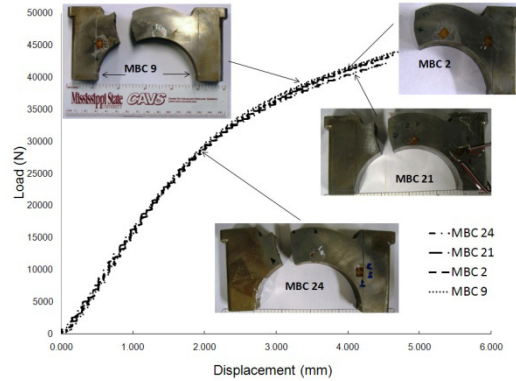 50000
45000
40000
35000
30000
25000
20000
15000
10000
5000
0
Load (N)
0.000 1.000 2.000 3.000 4.000 5.000 6.000
Displacement (mm)
MBC 9
Mississippi State CAVS
MBC 2
MBC 21
MBC 24
MBC 24
MBC 21
MBC 2
MBC 9